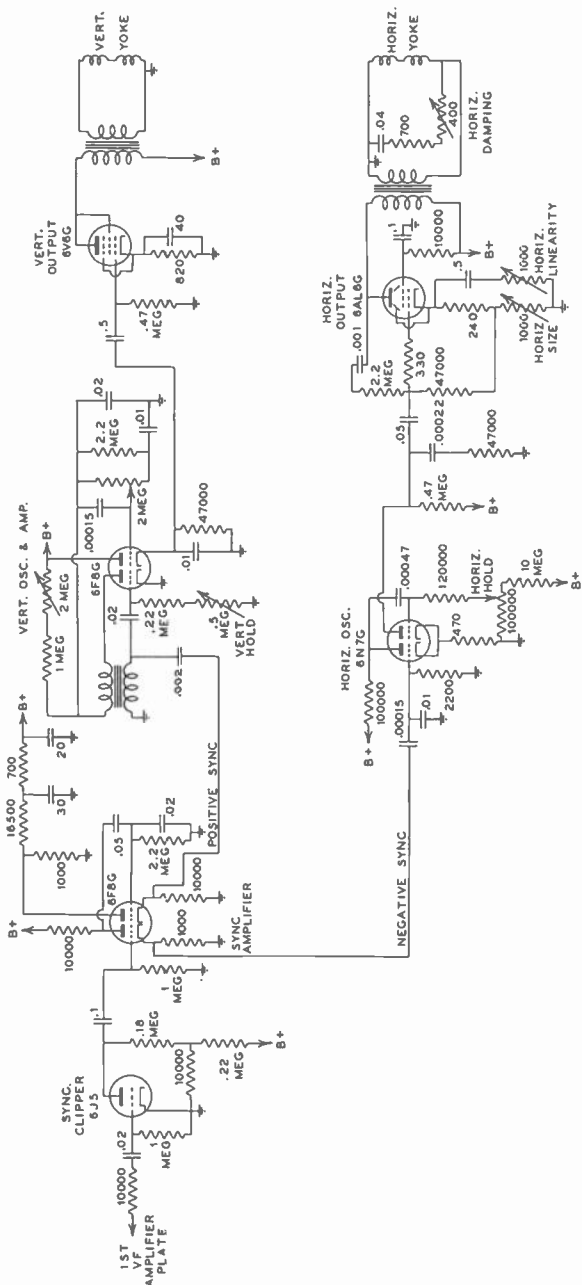 1ST
VF
AMPLIFIER
PLATE
10000
.02
SYNC.
CLIPPER
6J5
1
MEG
10000
.18
MEG
.22
MEG
B+
.1
1
MEG
B+
10000
6F8G
1000
16500
30
700
20
B+
.05
2.2
MEG
.02
10000
1000
SYNC
AMPLIFIER
POSITIVE SYNC
NEGATIVE SYNC
VERT. OSC. & AMP.
1 MEG
2 MEG
B+
6F8G
.002
.02
.22
MEG
.5
MEG
VERT.
HOLD
.00015
2 MEG
2.2
MEG
.02
.01
.01
47000
.5
.47
MEG
VERT.
OUTPUT
6V6G
820
40
B+
VERT.
YOKE
HORIZ. OSC.
6N7G
B+
100000
.00015
.01
2200
470
.00047
120000
HORIZ.
HOLD
100000
10
MEG
B+
.47
MEG
B+
.05
.00022
47000
HORIZ.
OUTPUT
6AL6G
.001
2.2
MEG
330
47000
240
1000
HORIZ
SIZE
.5
1000
HORIZ.
LINEARITY
.1
10000
B+
.04
700
400
HORIZ.
DAMPING
HORIZ.
YOKE